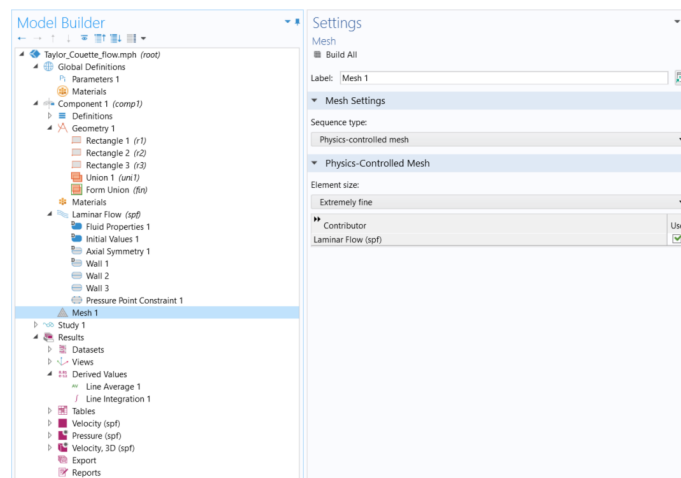 Model Builder
Taylor_Couette_flow.mph (root)
Global Definitions
Parameters 1
Materials
Component 1 (comp1)
Definitions
Geometry 1
Rectangle 1 (r1)
Rectangle 2 (r2)
Rectangle 3 (r3)
Union 1 (uni1)
Form Union (fin)
Materials
Laminar Flow (spf)
Fluid Properties 1
Initial Values 1
Axial Symmetry 1
Wall 1
Wall 2
Wall 3
Pressure Point Constraint 1
Mesh 1
Study 1
Results
Datasets
Views
Derived Values
Line Average 1
Line Integration 1
Tables
Velocity (spf)
Pressure (spf)
Velocity, 3D (spf)
Export
Reports
Settings
Mesh
Build All
Label: Mesh 1
Mesh Settings
Sequence type:
Physics-controlled mesh
Physics-Controlled Mesh
Element size:
Extremely fine
Contributor Use
Laminar Flow (spf)